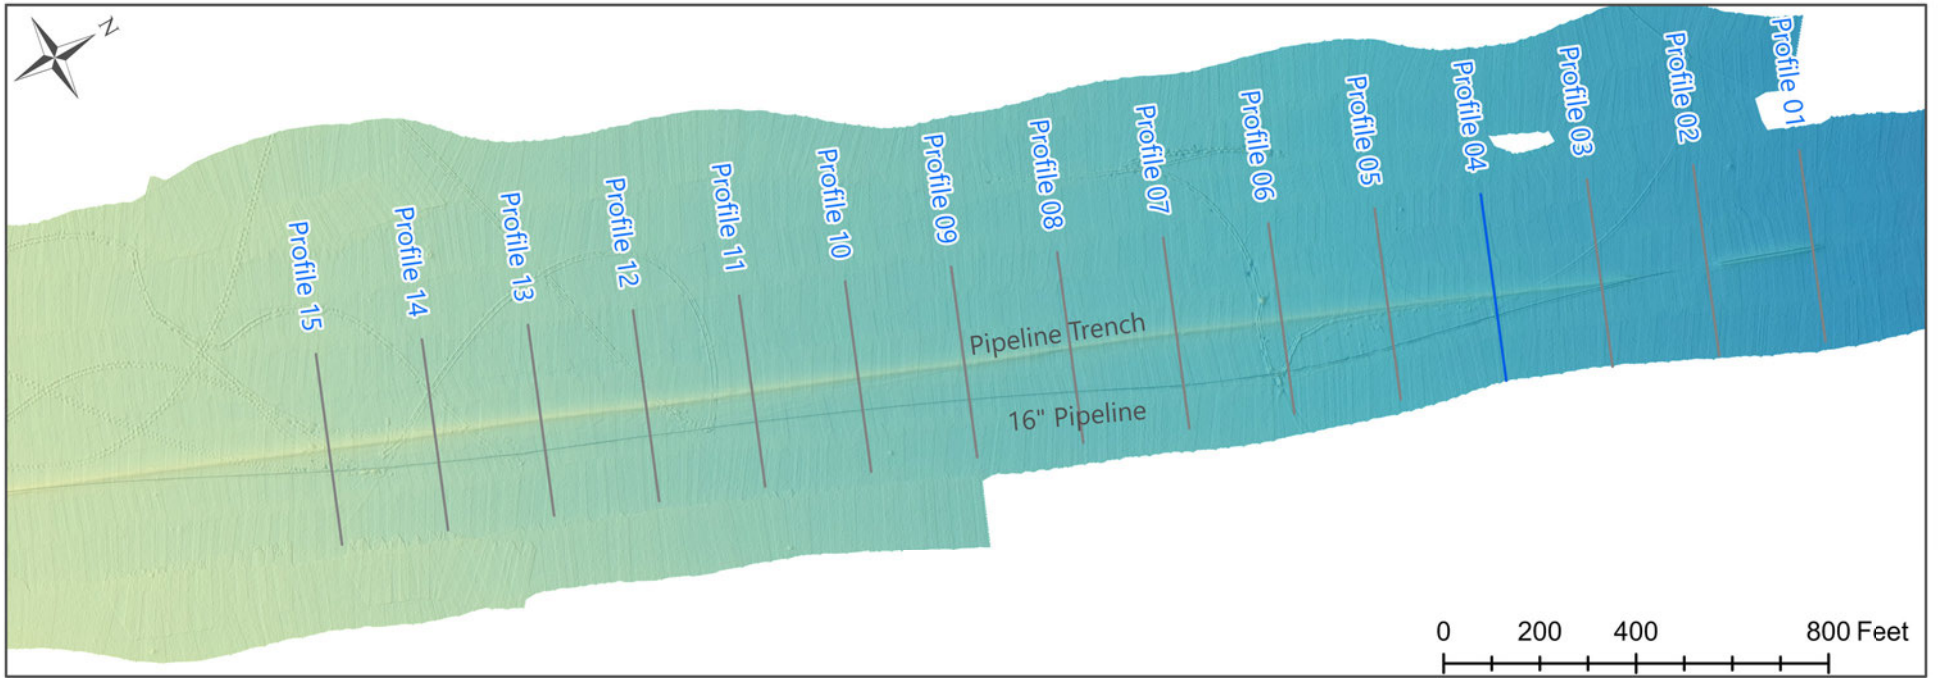 N
Profile 01
Profile 02
Profile 03
Profile 04
Profile 05
Profile 06
Profile 07
Profile 08
Profile 09
Profile 10
Profile 11
Profile 12
Profile 13
Profile 14
Profile 15
Pipeline Trench
16" Pipeline
0 200 400 800 Feet